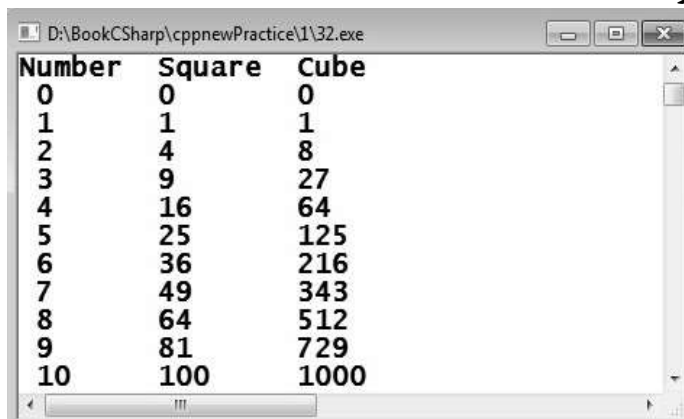 D:\BookCSharp\cppnewPractice\1\32.exe
Number Square Cube
0 0 0
1 1 1
2 4 8
3 9 27
4 16 64
5 25 125
6 36 216
7 49 343
8 64 512
9 81 729
10 100 1000